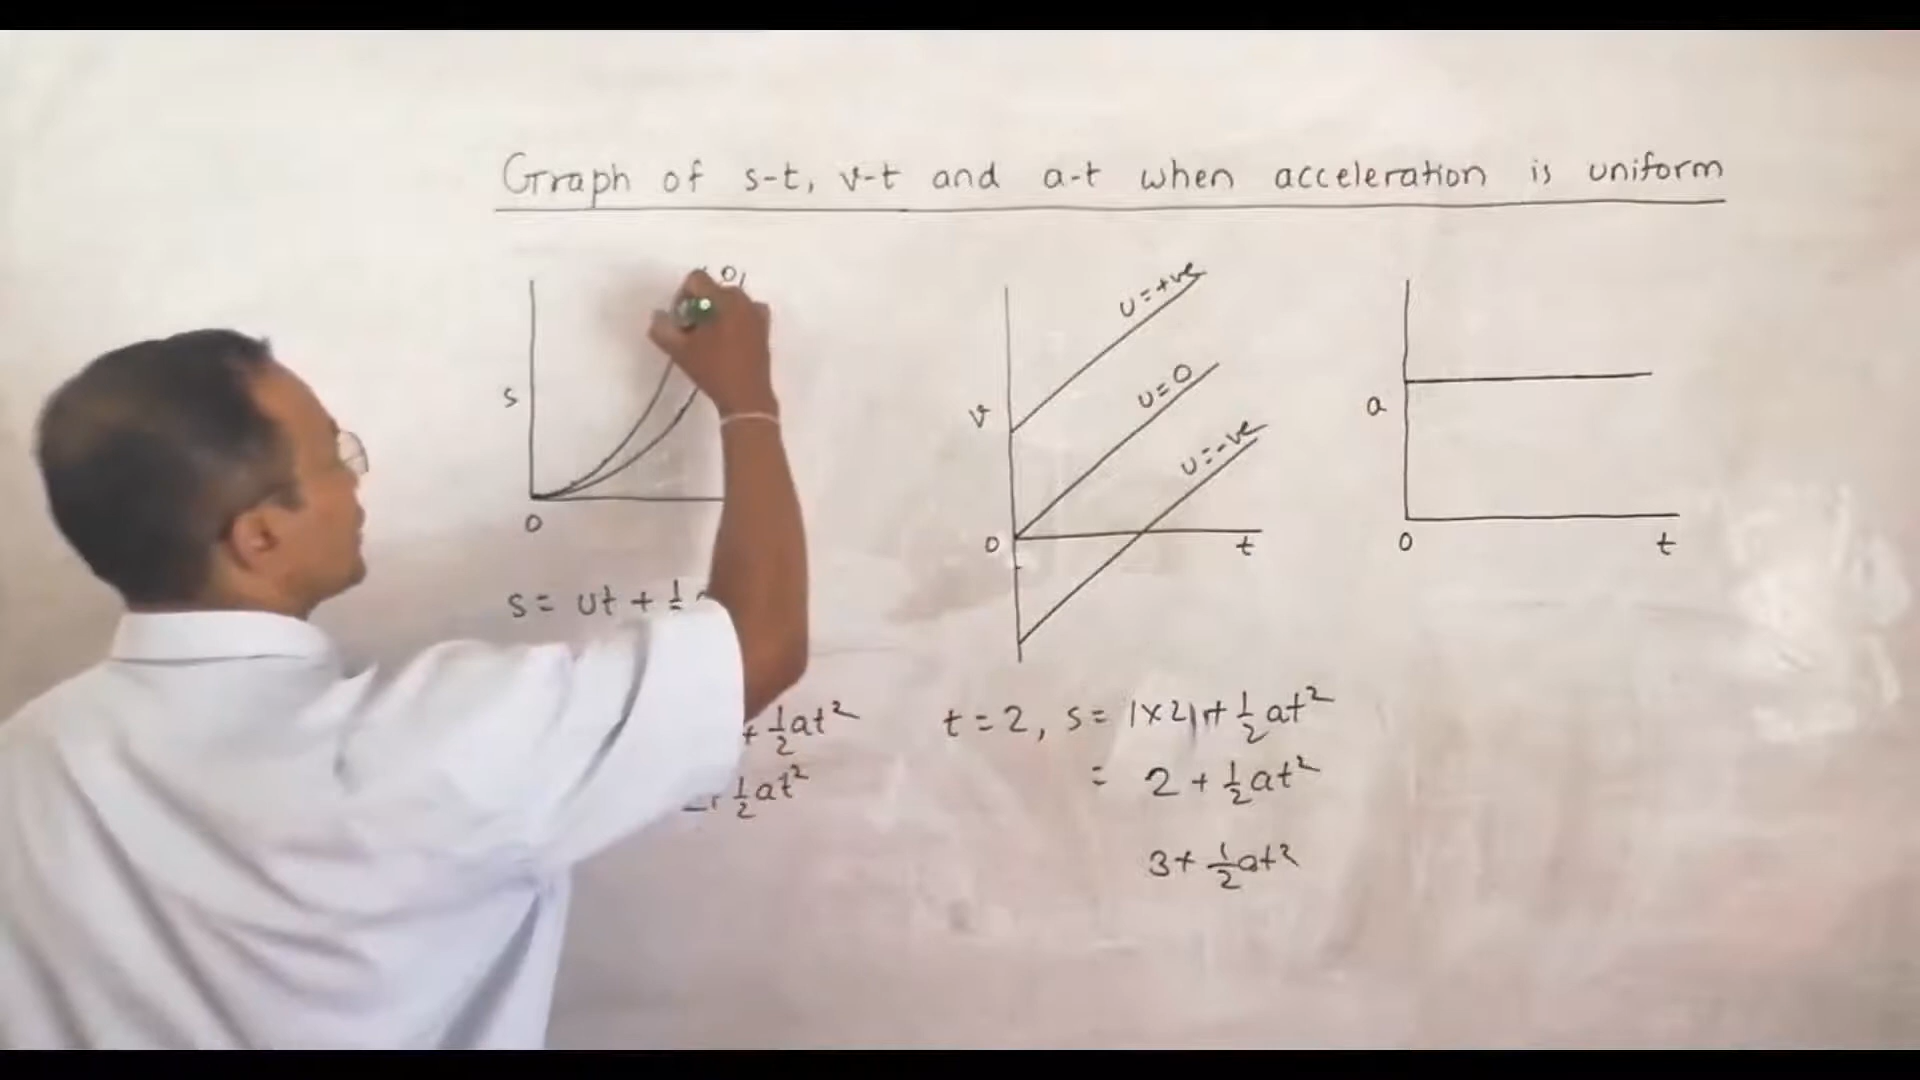 Graph of s-t, v-t and a-t when acceleration is uniform
s
0
v
0
t
u=+ve
u=0
u=-ve
a
0
t
s = ut + 1/
+ 1/2 at²
+ 1/2 at²
t = 2, s = 1×2 + 1/2 at²
= 2 + 1/2 at²
3 + 1/2 at²